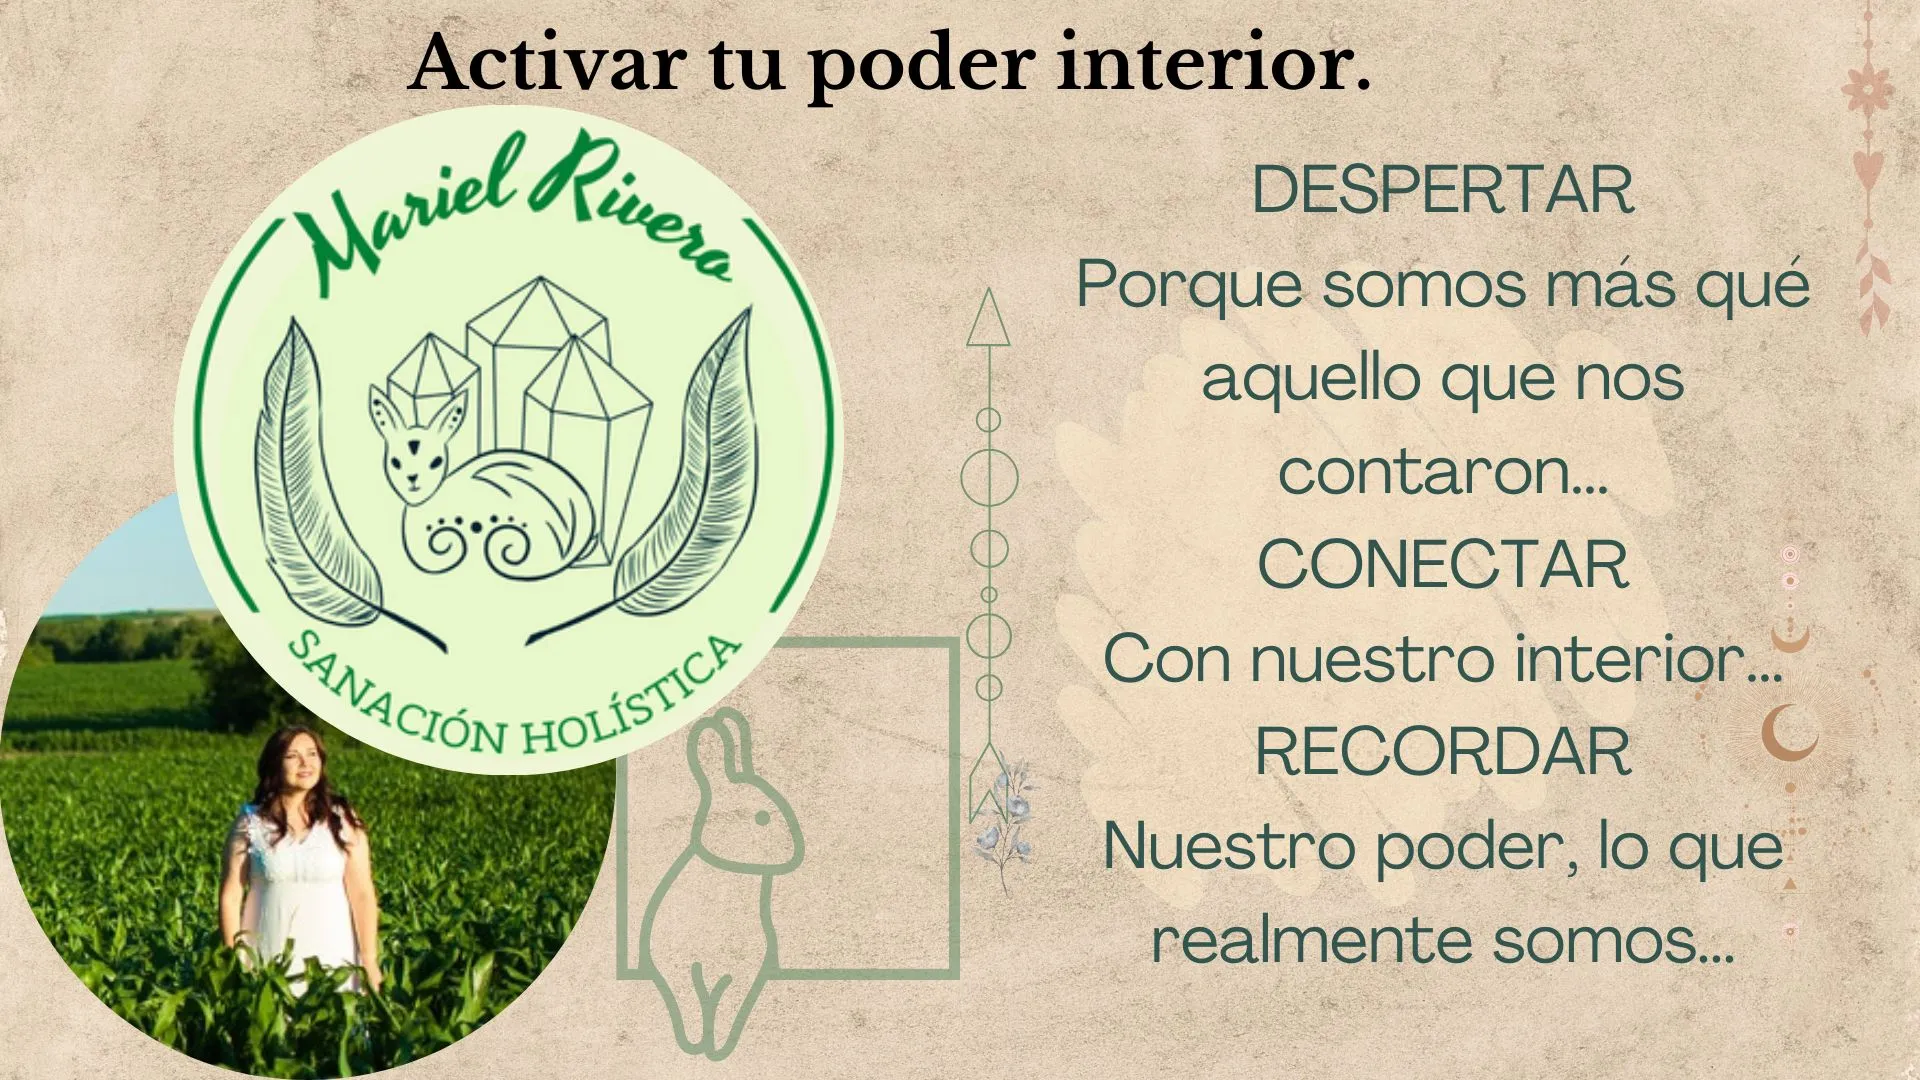 Activar tu poder interior.
Mariel Rivero
SANACIÓN HOLÍSTICA
DESPERTAR
Porque somos más qué
aquello que nos
contaron...
CONECTAR
Con nuestro interior...
RECORDAR
Nuestro poder, lo que
realmente somos...